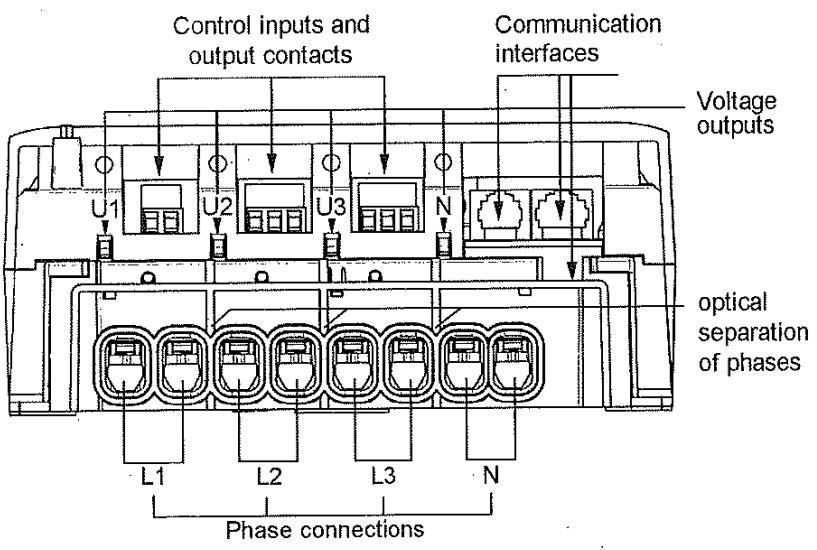 Control inputs and
output contacts
Communication
interfaces
Voltage
outputs
U1 U2 U3 N
optical
separation
of phases
L1 L2 L3 N
Phase connections